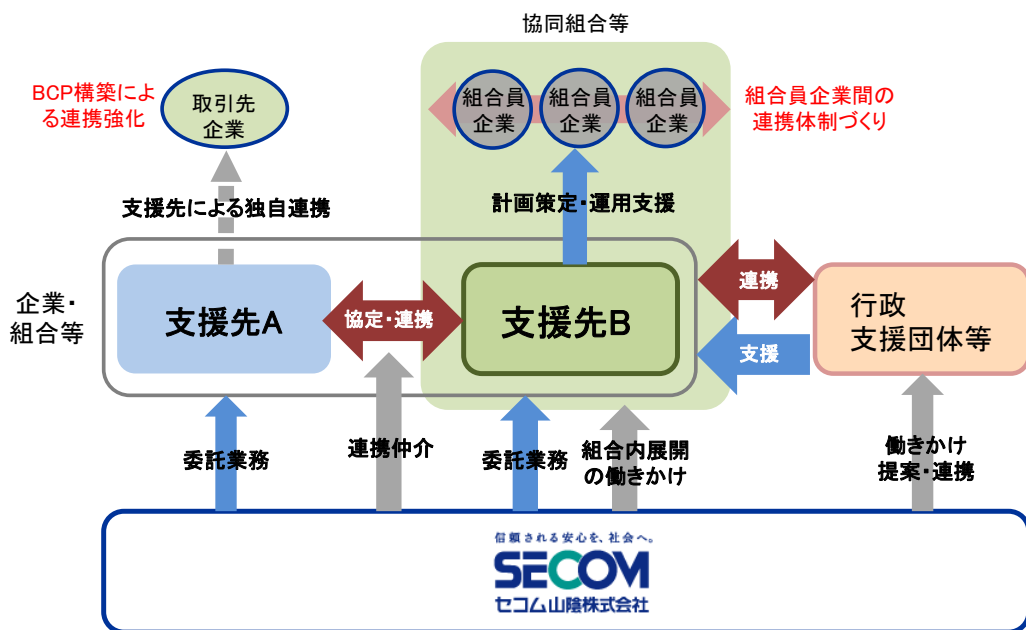 協同組合等
BCP構築によ
る連携強化
取引先
企業
組合員
企業
組合員
企業
組合員
企業
組合員企業間の
連携体制づくり
支援先による独自連携
計画策定・運用支援
企業・
組合等
支援先A
協定・連携
支援先B
連携
支援
行政
支援団体等
委託業務
連携仲介
委託業務
組合内展開
の働きかけ
働きかけ
提案・連携
信頼される安心を、社会へ。
SECOM
セコム山陰株式会社